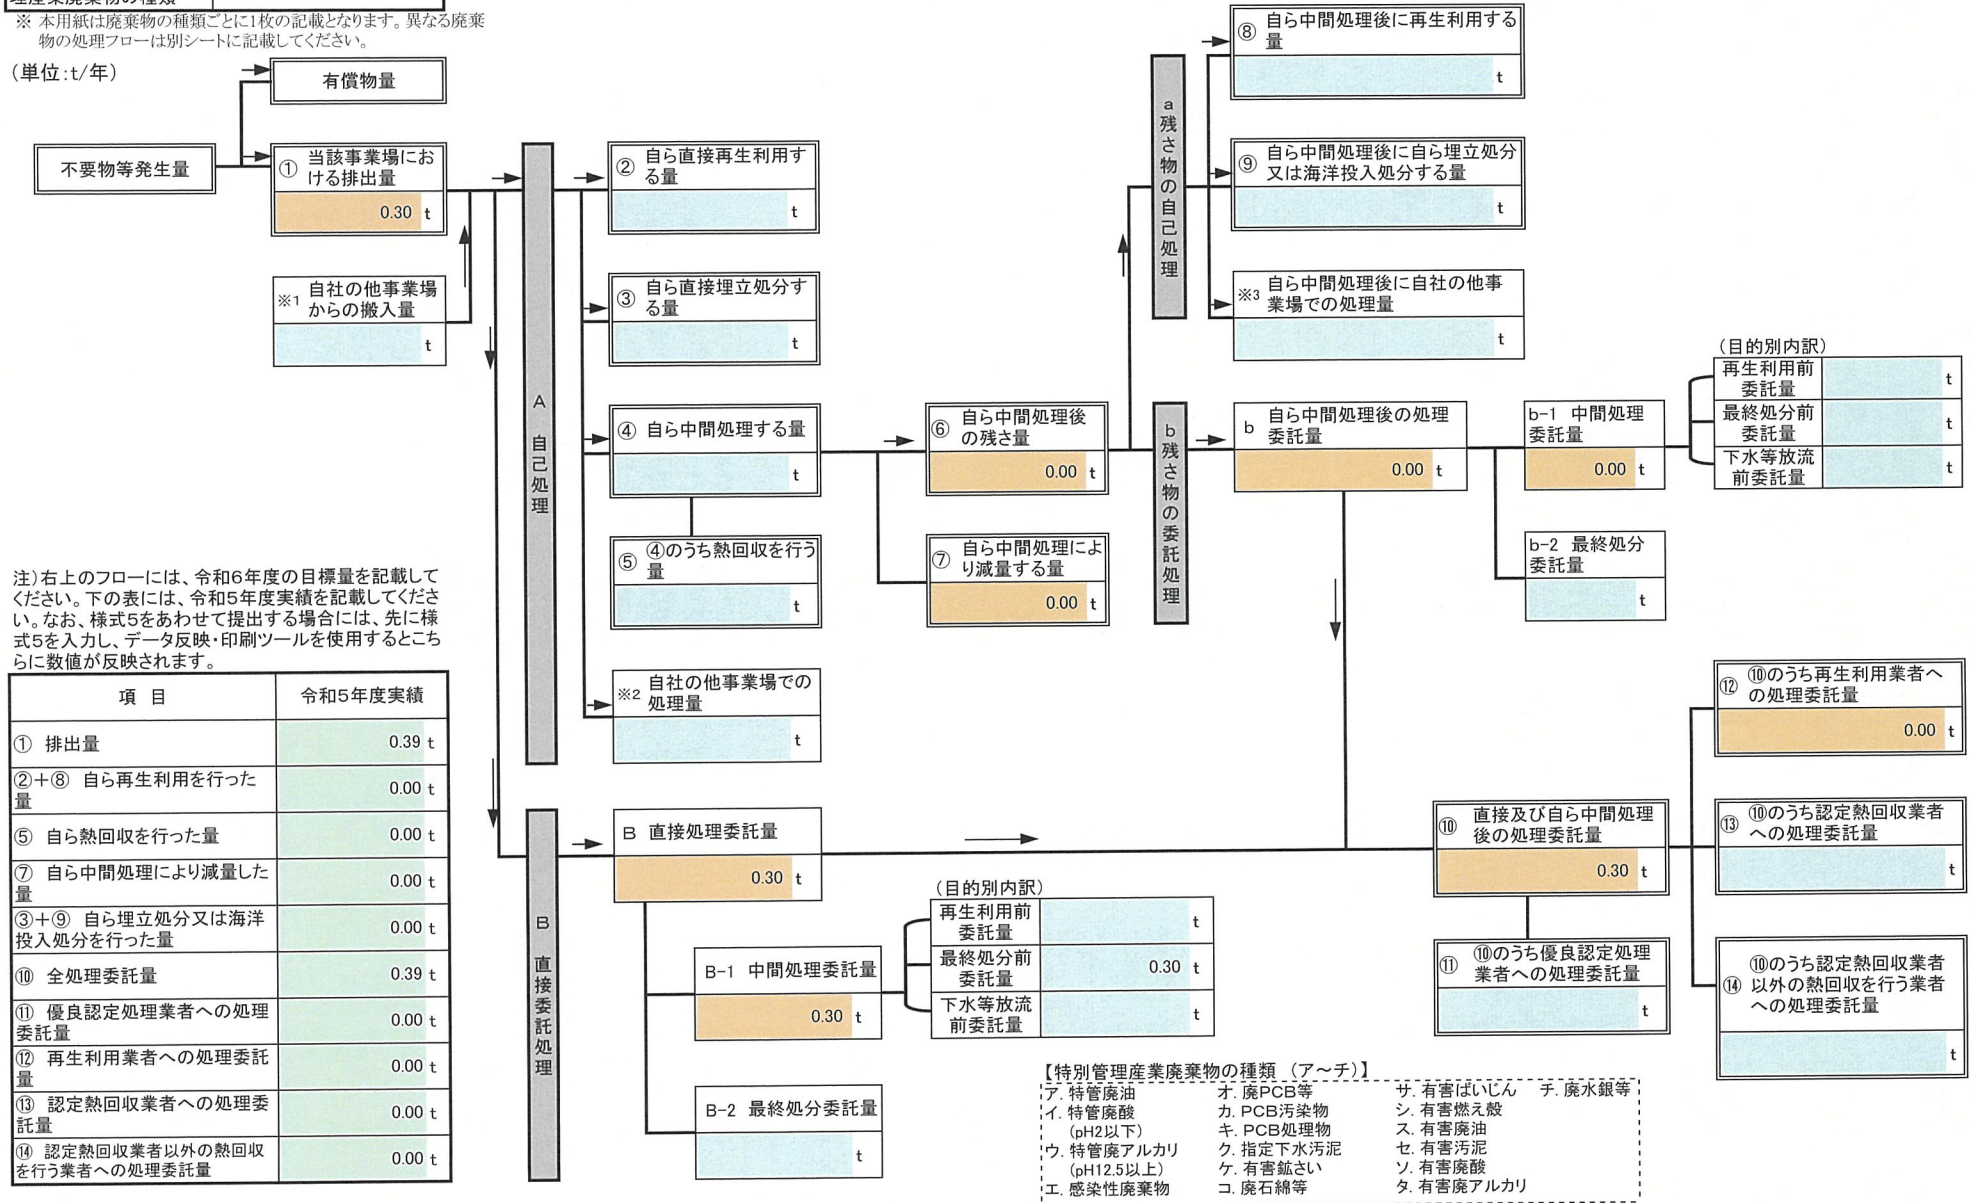 ※ 本用紙は廃棄物の種類ごとに1枚の記載となります。異なる廃棄
物の処理フローは別シートに記載してください。
(単位:t/年)
有償物量
不要物等発生量
① 当該事業場にお
ける排出量
0.30 t
※1 自社の他事業場
からの搬入量
t
A 自己処理
② 自ら直接再生利用す
る量
t
③ 自ら直接埋立処分す
る量
t
④ 自ら中間処理する量
t
⑤ ④のうち熱回収を行う
量
t
※2 自社の他事業場での
処理量
t
⑥ 自ら中間処理後
の残さ量
0.00 t
⑦ 自ら中間処理によ
り減量する量
0.00 t
a 残さ物の自己処理
⑧ 自ら中間処理後に再生利用する
量
t
⑨ 自ら中間処理後に自ら埋立処分
又は海洋投入処分する量
t
※3 自ら中間処理後に自社の他事
業場での処理量
t
b 残さ物の委託処理
b 自ら中間処理後の処理
委託量
0.00 t
b-1 中間処理
委託量
0.00 t
b-2 最終処分
委託量
t
(目的別内訳)
再生利用前
委託量
t
最終処分前
委託量
t
下水等放流
前委託量
t
注)右上のフローには、令和6年度の目標量を記載して
ください。下の表には、令和5年度実績を記載してくださ
い。なお、様式5をあわせて提出する場合には、先に様
式5を入力し、データ反映・印刷ツールを使用するとこち
らに数値が反映されます。
項 目 令和5年度実績
① 排出量 0.39 t
②+⑧ 自ら再生利用を行った
量 0.00 t
⑤ 自ら熱回収を行った量 0.00 t
⑦ 自ら中間処理により減量した
量 0.00 t
③+⑨ 自ら埋立処分又は海洋
投入処分を行った量 0.00 t
⑩ 全処理委託量 0.39 t
⑪ 優良認定処理業者への処理
委託量 0.00 t
⑫ 再生利用業者への処理委託
量 0.00 t
⑬ 認定熱回収業者への処理委
託量 0.00 t
⑭ 認定熱回収業者以外の熱回収
を行う業者への処理委託量 0.00 t
B 直接委託処理
B 直接処理委託量
0.30 t
B-1 中間処理委託量
0.30 t
B-2 最終処分委託量
t
(目的別内訳)
再生利用前
委託量
t
最終処分前
委託量
0.30 t
下水等放流
前委託量
t
⑩ 直接及び自ら中間処理
後の処理委託量
0.30 t
⑪ ⑩のうち優良認定処理
業者への処理委託量
t
⑫ ⑩のうち再生利用業者へ
の処理委託量
0.00 t
⑬ ⑩のうち認定熱回収業者
への処理委託量
t
⑭ ⑩のうち認定熱回収業者
以外の熱回収を行う業者
への処理委託量
t
【特別管理産業廃棄物の種類 (ア~チ)】
ア. 特管廃油
イ. 特管廃酸
(pH2以下)
ウ. 特管廃アルカリ
(pH12.5以上)
エ. 感染性廃棄物
オ. 廃PCB等
カ. PCB汚染物
キ. PCB処理物
ク. 指定下水汚泥
ケ. 有害鉱さい
コ. 廃石綿等
サ. 有害ばいじん
シ. 有害燃え殻
ス. 有害廃油
セ. 有害汚泥
ソ. 有害廃酸
タ. 有害廃アルカリ
チ. 廃水銀等